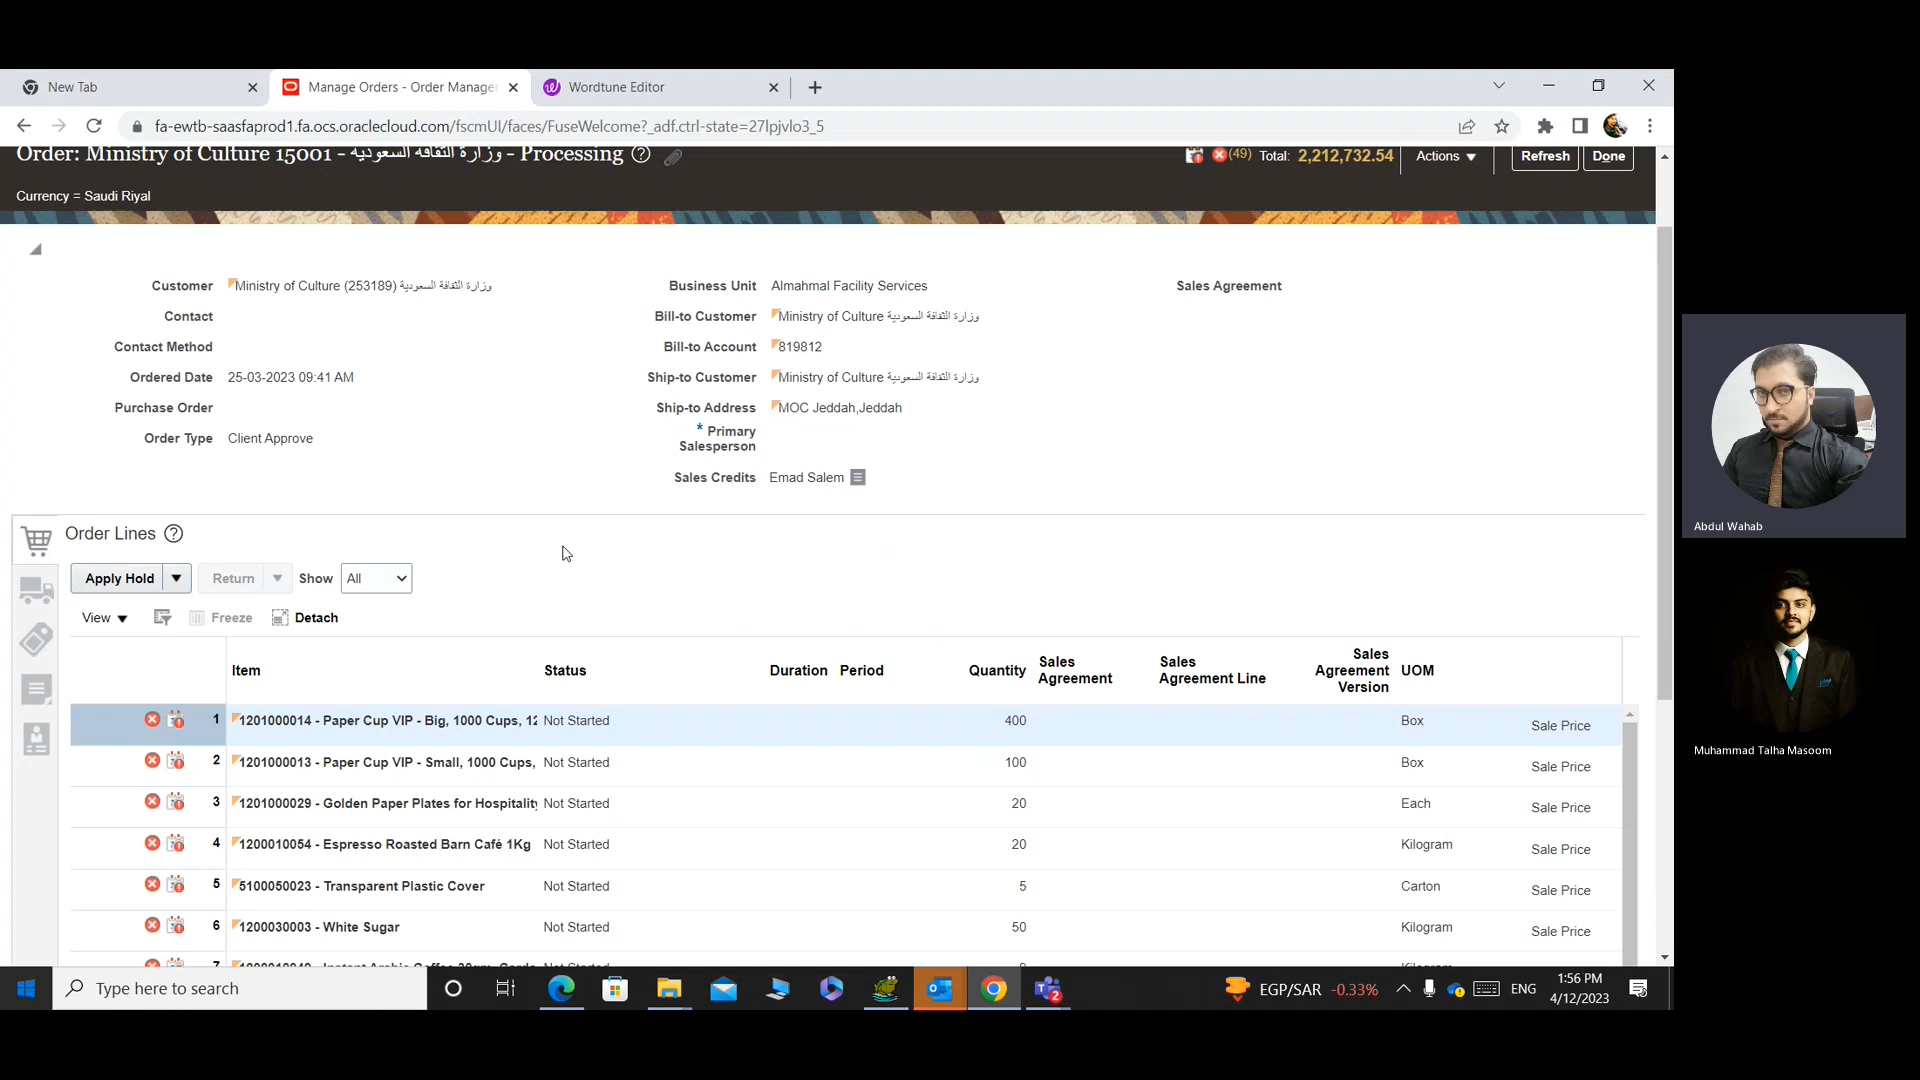 New Tab
Manage Orders - Order Manage
Wordtune Editor
fa-ewtb-saasfaprod1.fa.ocs.oraclecloud.com/fscmUI/faces/FuseWelcome?_adf.ctrl-state=27lpjvlo3_5
Order: Ministry of Culture 15001 - وزارة الثقافة السعودية - Processing
(49) Total: 2,212,732.54 Actions Refresh Done
Currency = Saudi Riyal
Customer Ministry of Culture (253189) وزارة الثقافة السعودية
Business Unit Almahmal Facility Services
Sales Agreement
Contact
Bill-to Customer Ministry of Culture وزارة الثقافة السعودية
Contact Method
Bill-to Account 819812
Ordered Date 25-03-2023 09:41 AM
Ship-to Customer Ministry of Culture وزارة الثقافة السعودية
Purchase Order
Ship-to Address MOC Jeddah,Jeddah
Order Type Client Approve
* Primary
Salesperson
Sales Credits Emad Salem
Order Lines
Apply Hold Return Show All
View Freeze Detach
Item Status Duration Period Quantity Sales Agreement Sales Agreement Line Sales Agreement Version UOM
1 1201000014 - Paper Cup VIP - Big, 1000 Cups, 12 Not Started 400 Box Sale Price
2 1201000013 - Paper Cup VIP - Small, 1000 Cups, Not Started 100 Box Sale Price
3 1201000029 - Golden Paper Plates for Hospitality Not Started 20 Each Sale Price
4 1200010054 - Espresso Roasted Barn Café 1Kg Not Started 20 Kilogram Sale Price
5 5100050023 - Transparent Plastic Cover Not Started 5 Carton Sale Price
6 1200030003 - White Sugar Not Started 50 Kilogram Sale Price
Type here to search
EGP/SAR -0.33%
ENG
1:56 PM
4/12/2023
Abdul Wahab
Muhammad Talha Masoom